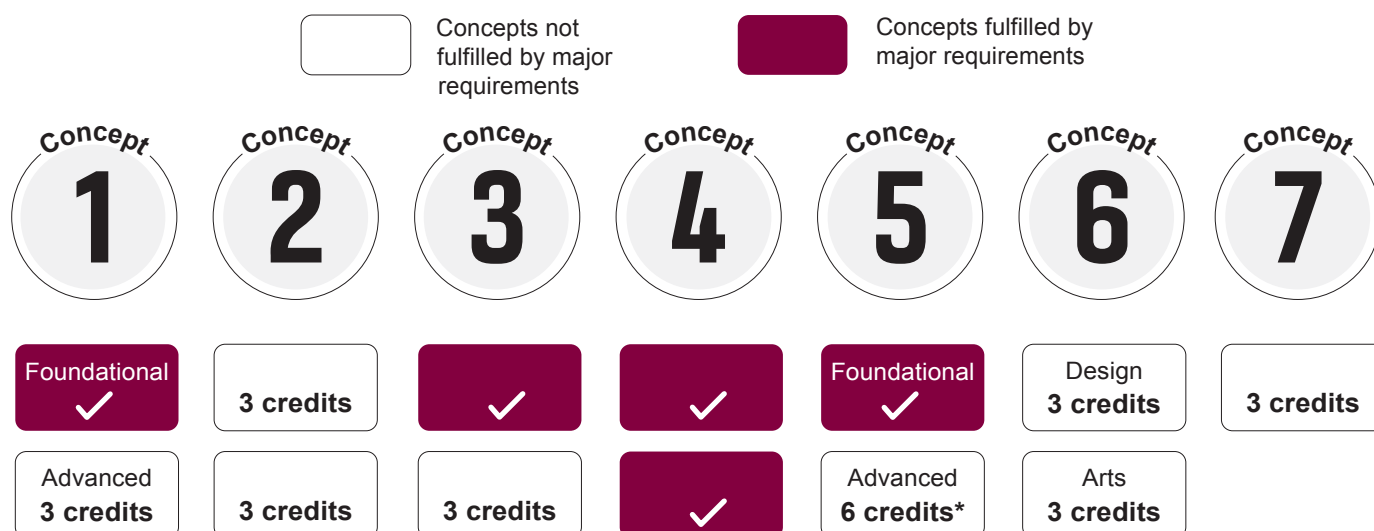 Concepts not
fulfilled by major
requirements
Concepts fulfilled by
major requirements
Concept
1
Concept
2
Concept
3
Concept
4
Concept
5
Concept
6
Concept
7
Foundational
3 credits
Foundational
Design
3 credits
3 credits
Advanced
3 credits
3 credits
3 credits
Advanced
6 credits*
Arts
3 credits